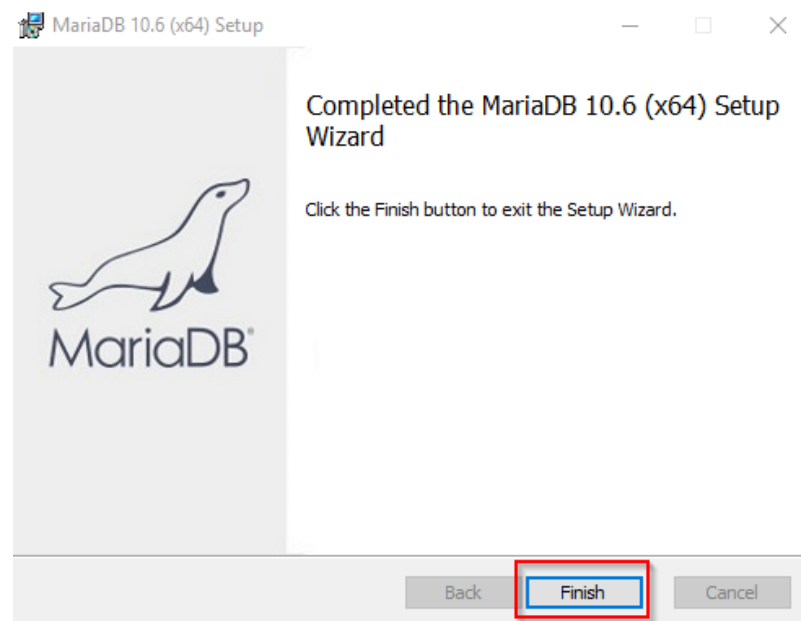 MariaDB 10.6 (x64) Setup
Completed the MariaDB 10.6 (x64) Setup
Wizard
Click the Finish button to exit the Setup Wizard.
MariaDB®
Back Finish Cancel